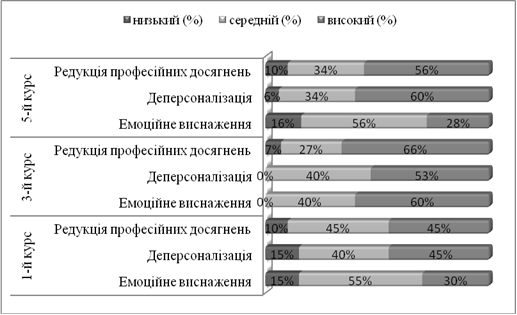 низький (%) середній (%) високий (%)
5-й курс
Редукція професійних досягнень 10% 34% 56%
Деперсоналізація 6% 34% 60%
Емоційне виснаження 16% 56% 28%
3-й курс
Редукція професійних досягнень 7% 27% 66%
Деперсоналізація 0% 40% 53%
Емоційне виснаження 0% 40% 60%
1-й курс
Редукція професійних досягнень 10% 45% 45%
Деперсоналізація 15% 40% 45%
Емоційне виснаження 15% 55% 30%